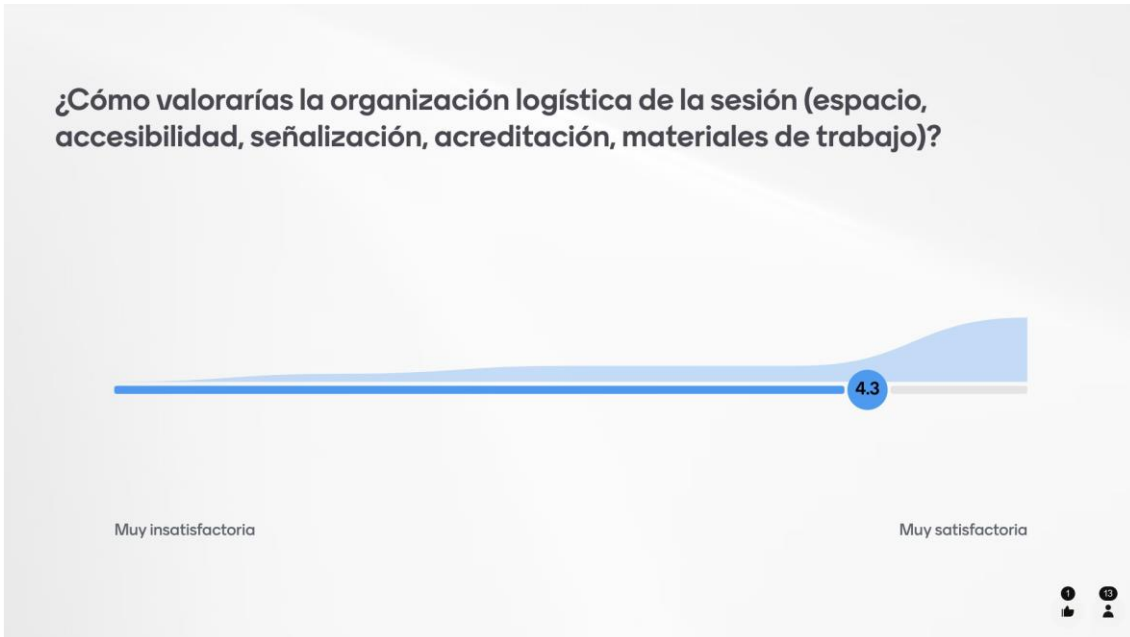 ¿Cómo valorarías la organización logística de la sesión (espacio,
accesibilidad, señalización, acreditación, materiales de trabajo)?
4.3
Muy insatisfactoria
Muy satisfactoria
1
13